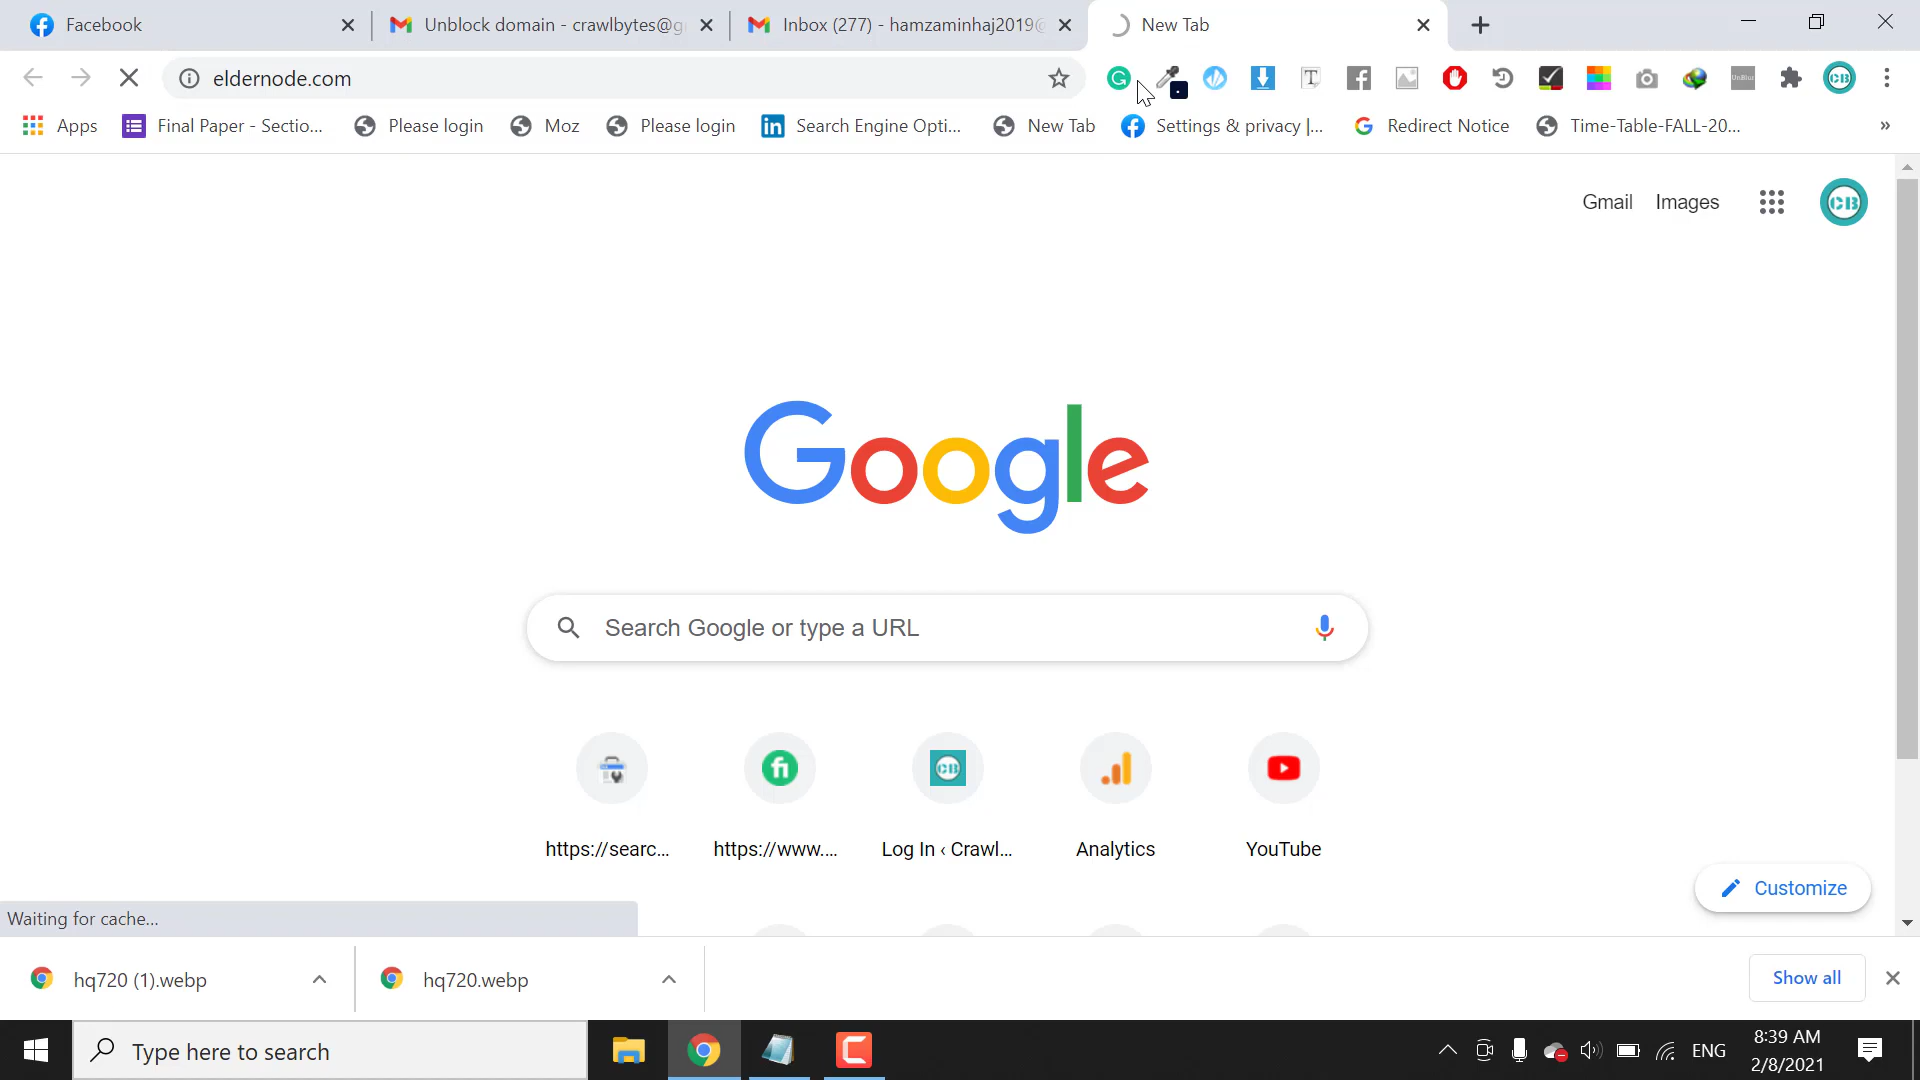 Facebook
Unblock domain - crawlbytes@g
Inbox (277) - hamzaminhaj2019@
New Tab
eldernode.com
Apps
Final Paper - Sectio...
Please login
Moz
Please login
Search Engine Opti...
New Tab
Settings & privacy |...
Redirect Notice
Time-Table-FALL-20...
»
Gmail
Images
CB
Google
Search Google or type a URL
https://searc...
https://www....
Log In ‹ Crawl...
Analytics
YouTube
Customize
Waiting for cache...
hq720 (1).webp
hq720.webp
Show all
Type here to search
ENG
8:39 AM
2/8/2021